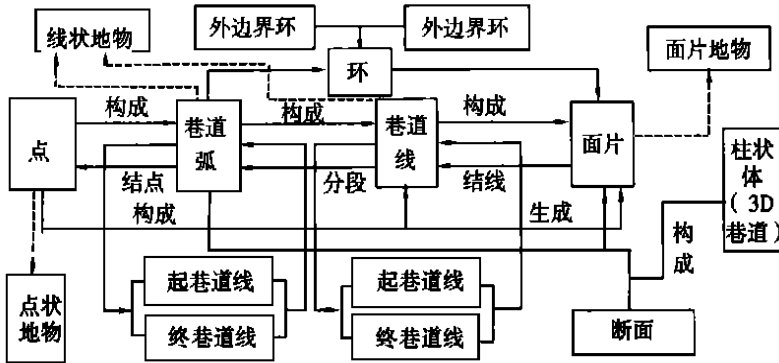 外边界环
外边界环
线状地物
环
面片地物
点
构成
巷道
弧
构成
巷道
线
构成
面片
柱状
体
(3D
巷道)
结点
分段
结线
构成
生成
构成
点状
地物
起巷道线
终巷道线
起巷道线
终巷道线
断面